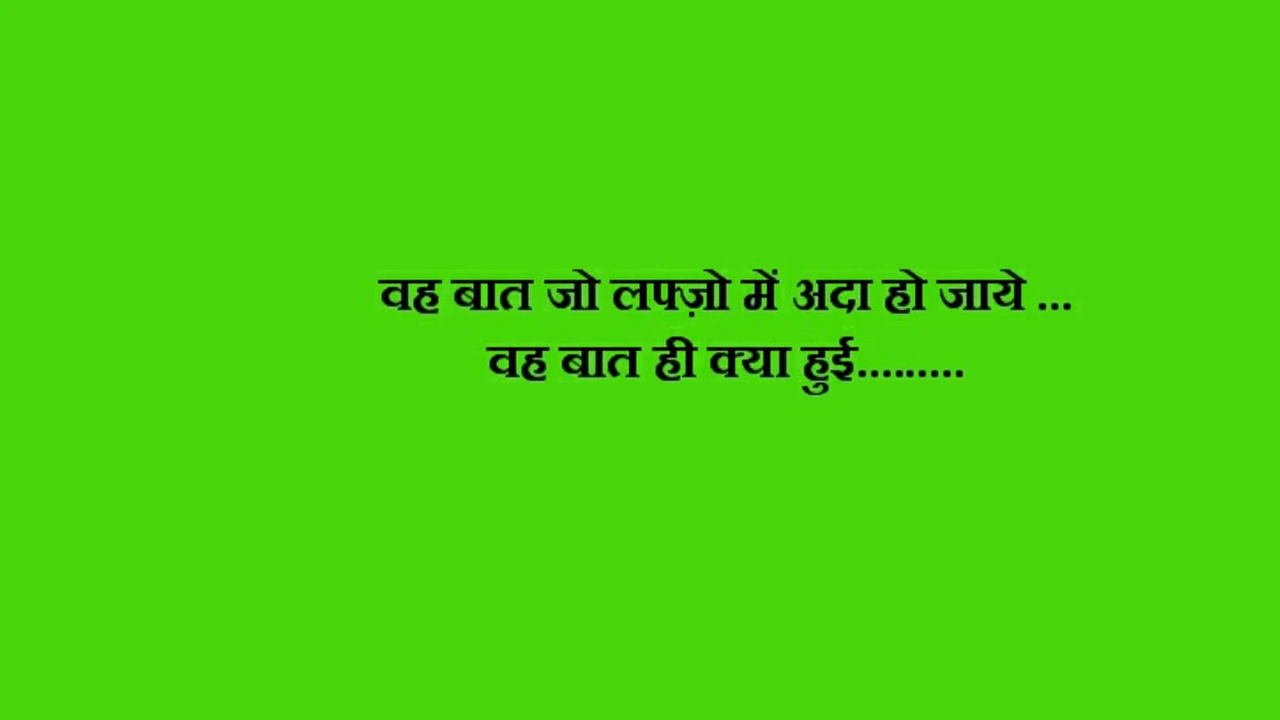 वह बात जो लफ्ज़ो में अदा हो जाये ...
वह बात ही क्या हुई.........